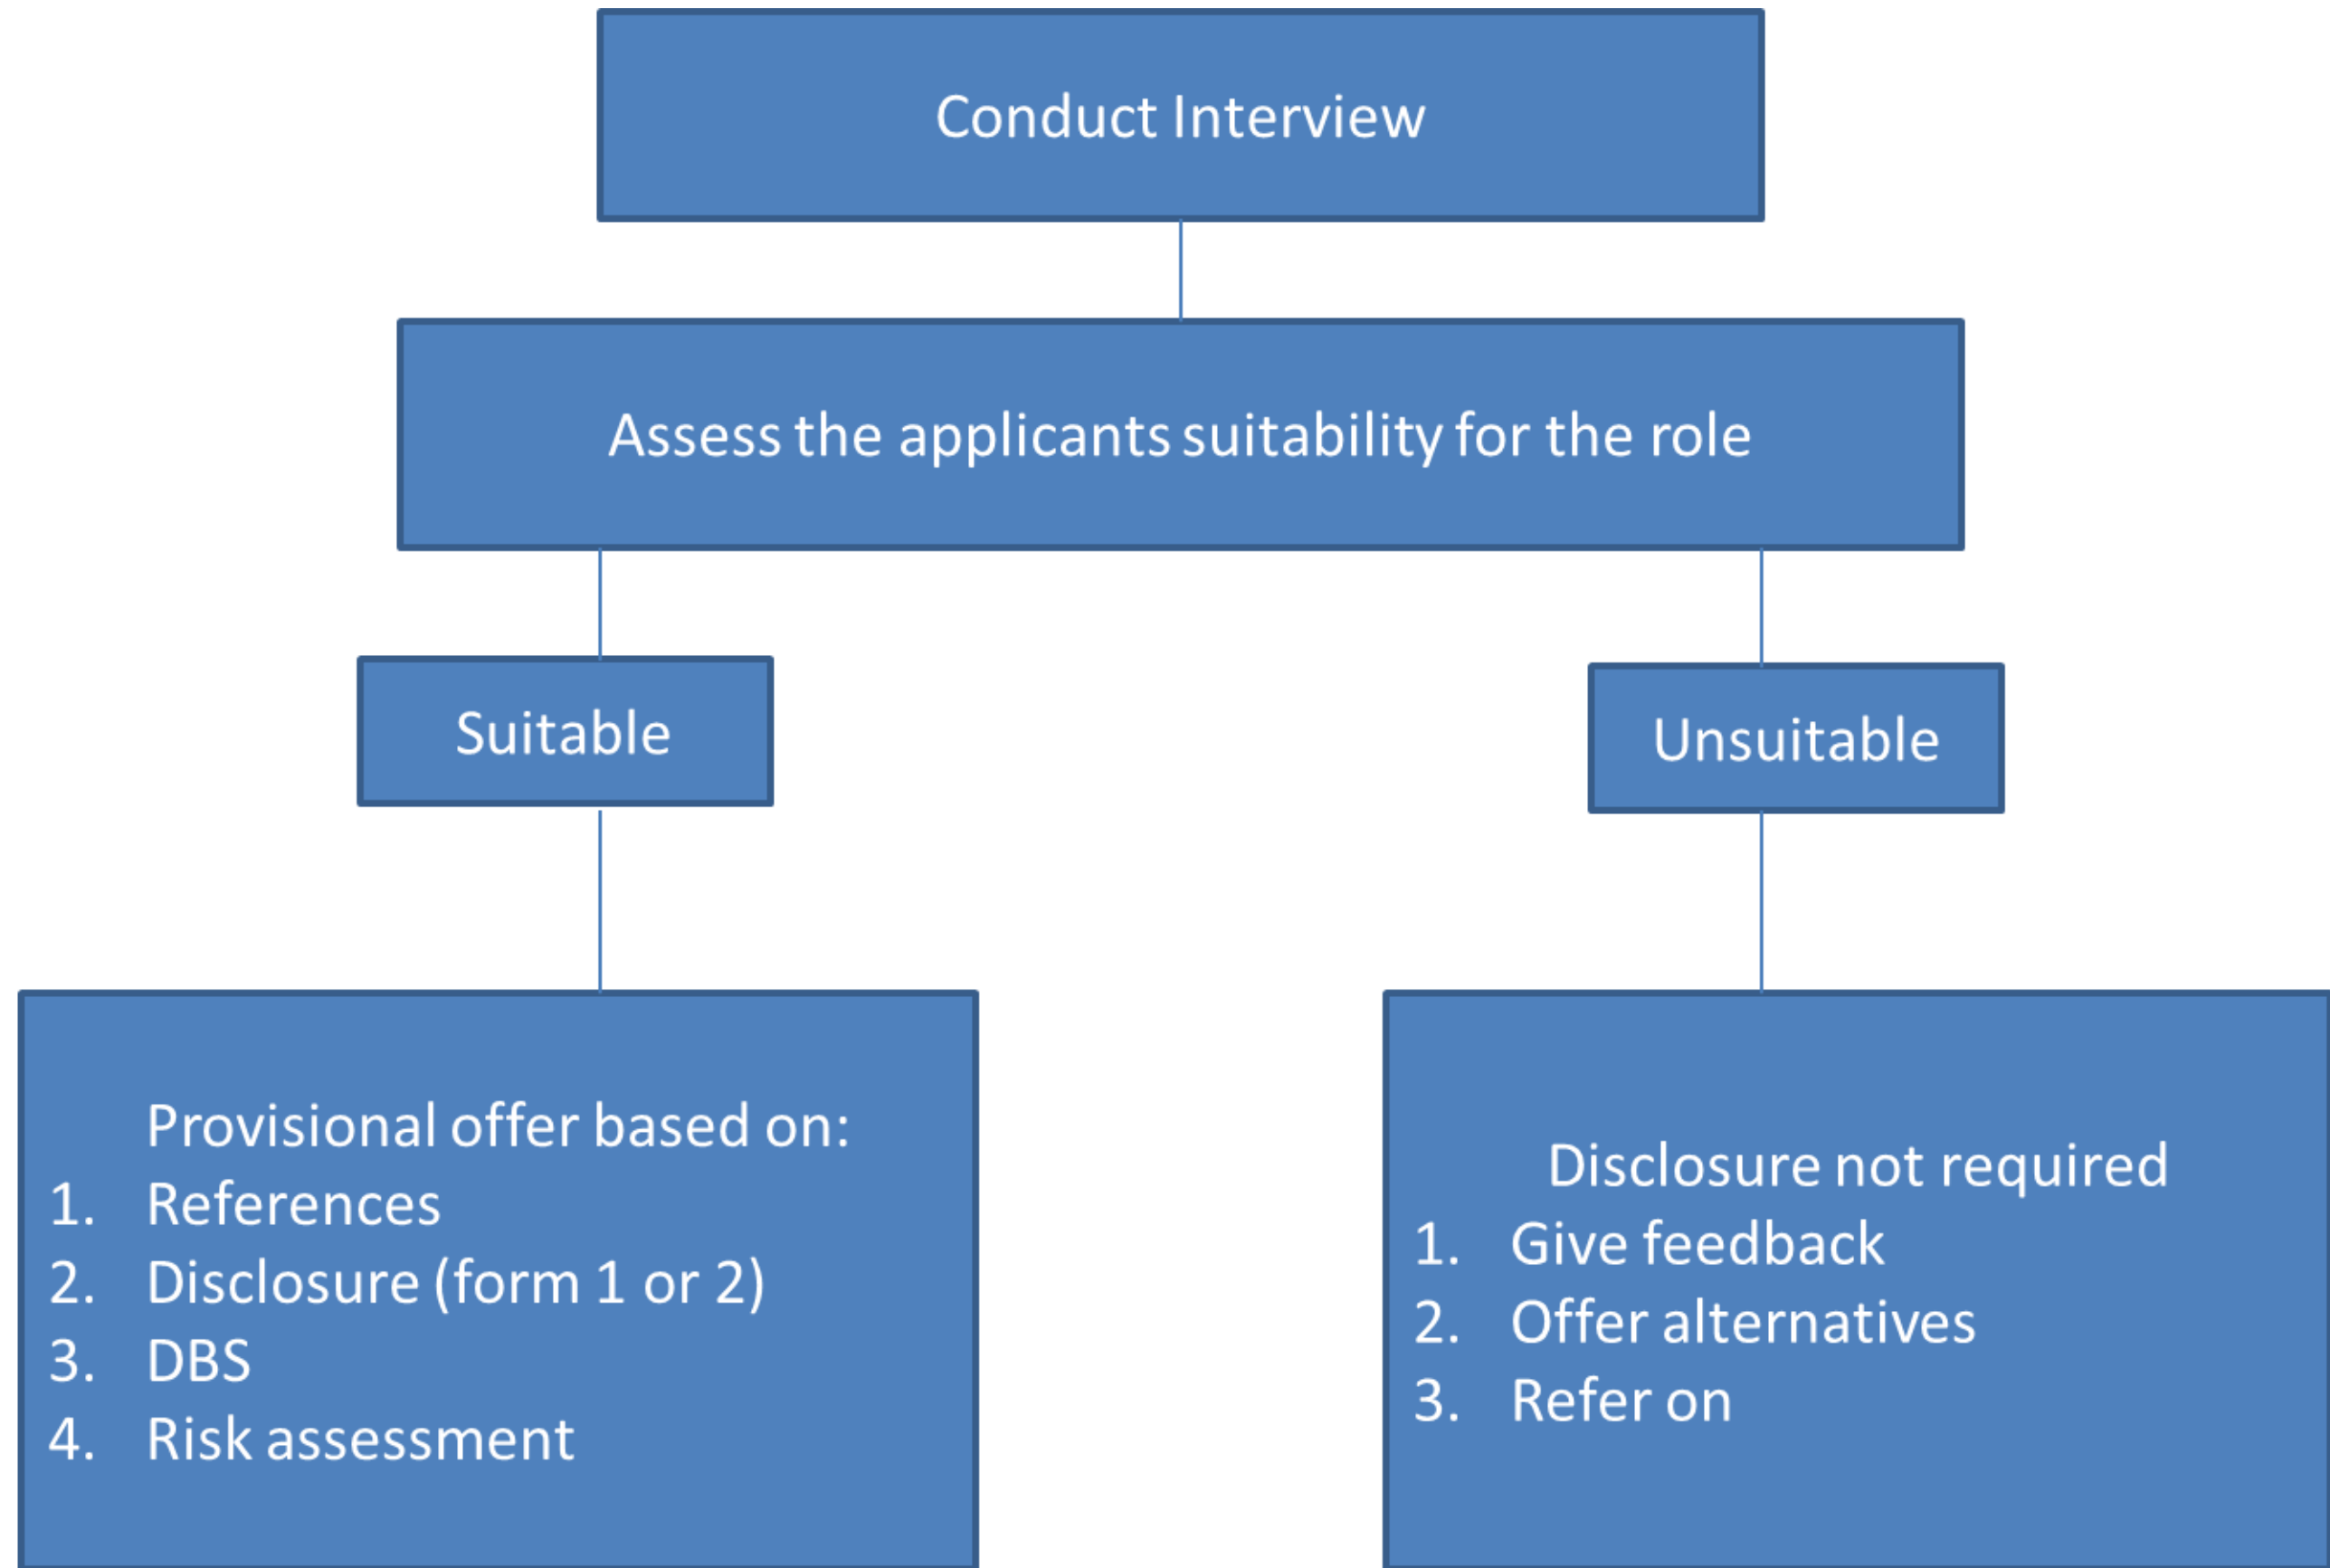 Conduct Interview
Assess the applicants suitability for the role
Suitable
Unsuitable
Provisional offer based on:
1. References
2. Disclosure (form 1 or 2)
3. DBS
4. Risk assessment
Disclosure not required
1. Give feedback
2. Offer alternatives
3. Refer on